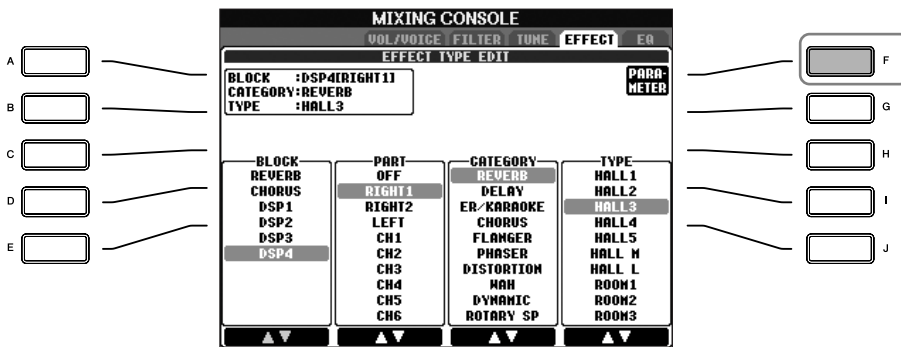 MIXING CONSOLE
VOL/VOICE FILTER TUNE EFFECT EQ
EFFECT TYPE EDIT
BLOCK :DSP4[RIGHT1]
CATEGORY:REVERB
TYPE :HALL3
PARA-
METER
A
B
C
D
E
F
G
H
I
J
BLOCK
REVERB
CHORUS
DSP1
DSP2
DSP3
DSP4
PART
OFF
RIGHT1
RIGHT2
LEFT
CH1
CH2
CH3
CH4
CH5
CH6
CATEGORY
REVERB
DELAY
ER/KARAOKE
CHORUS
FLANGER
PHASER
DISTORTION
WAH
DYNAMIC
ROTARY SP
TYPE
HALL1
HALL2
HALL3
HALL4
HALL5
HALL M
HALL L
ROOM1
ROOM2
ROOM3